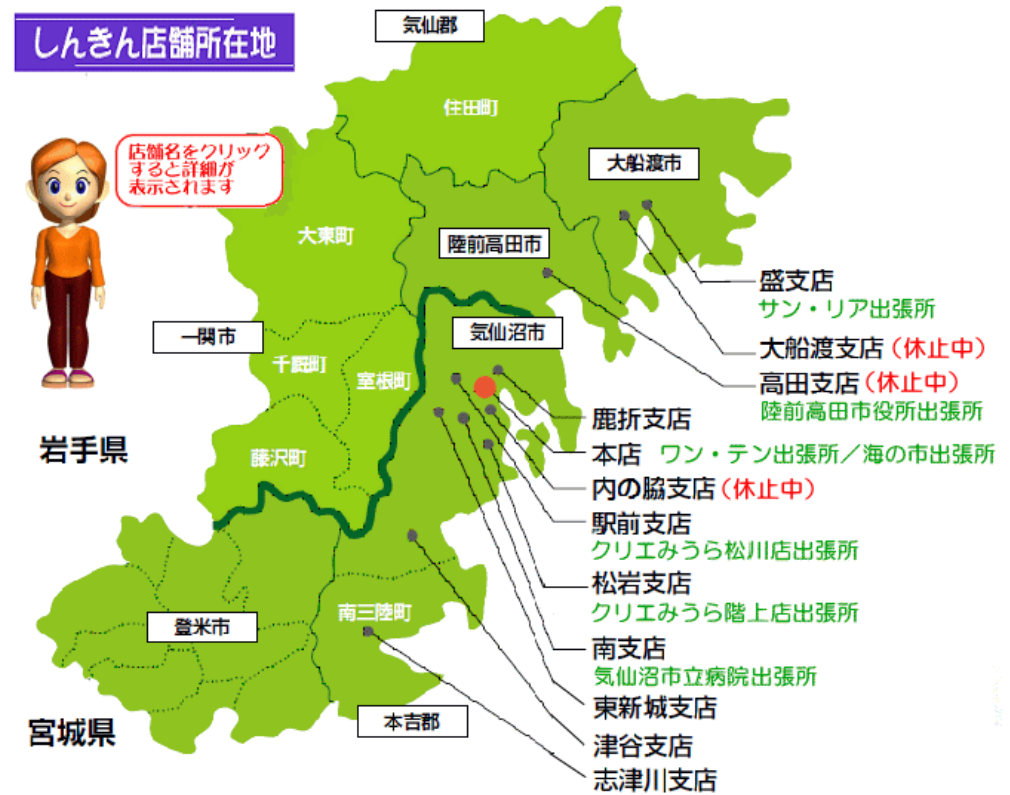 しんきん店舗所在地
気仙郡
住田町
店舗名をクリック
すると詳細が
表示されます
大船渡市
大東町
陸前高田市
盛支店
サン・リア出張所
一関市
気仙沼市
大船渡支店(休止中)
千厩町
室根町
高田支店(休止中)
陸前高田市役所出張所
鹿折支店
岩手県
藤沢町
本店 ワン・テン出張所/海の市出張所
内の脇支店(休止中)
駅前支店
クリエみうら松川店出張所
松岩支店
クリエみうら階上店出張所
南三陸町
登米市
南支店
気仙沼市立病院出張所
東新城支店
本吉郡
宮城県
津谷支店
志津川支店